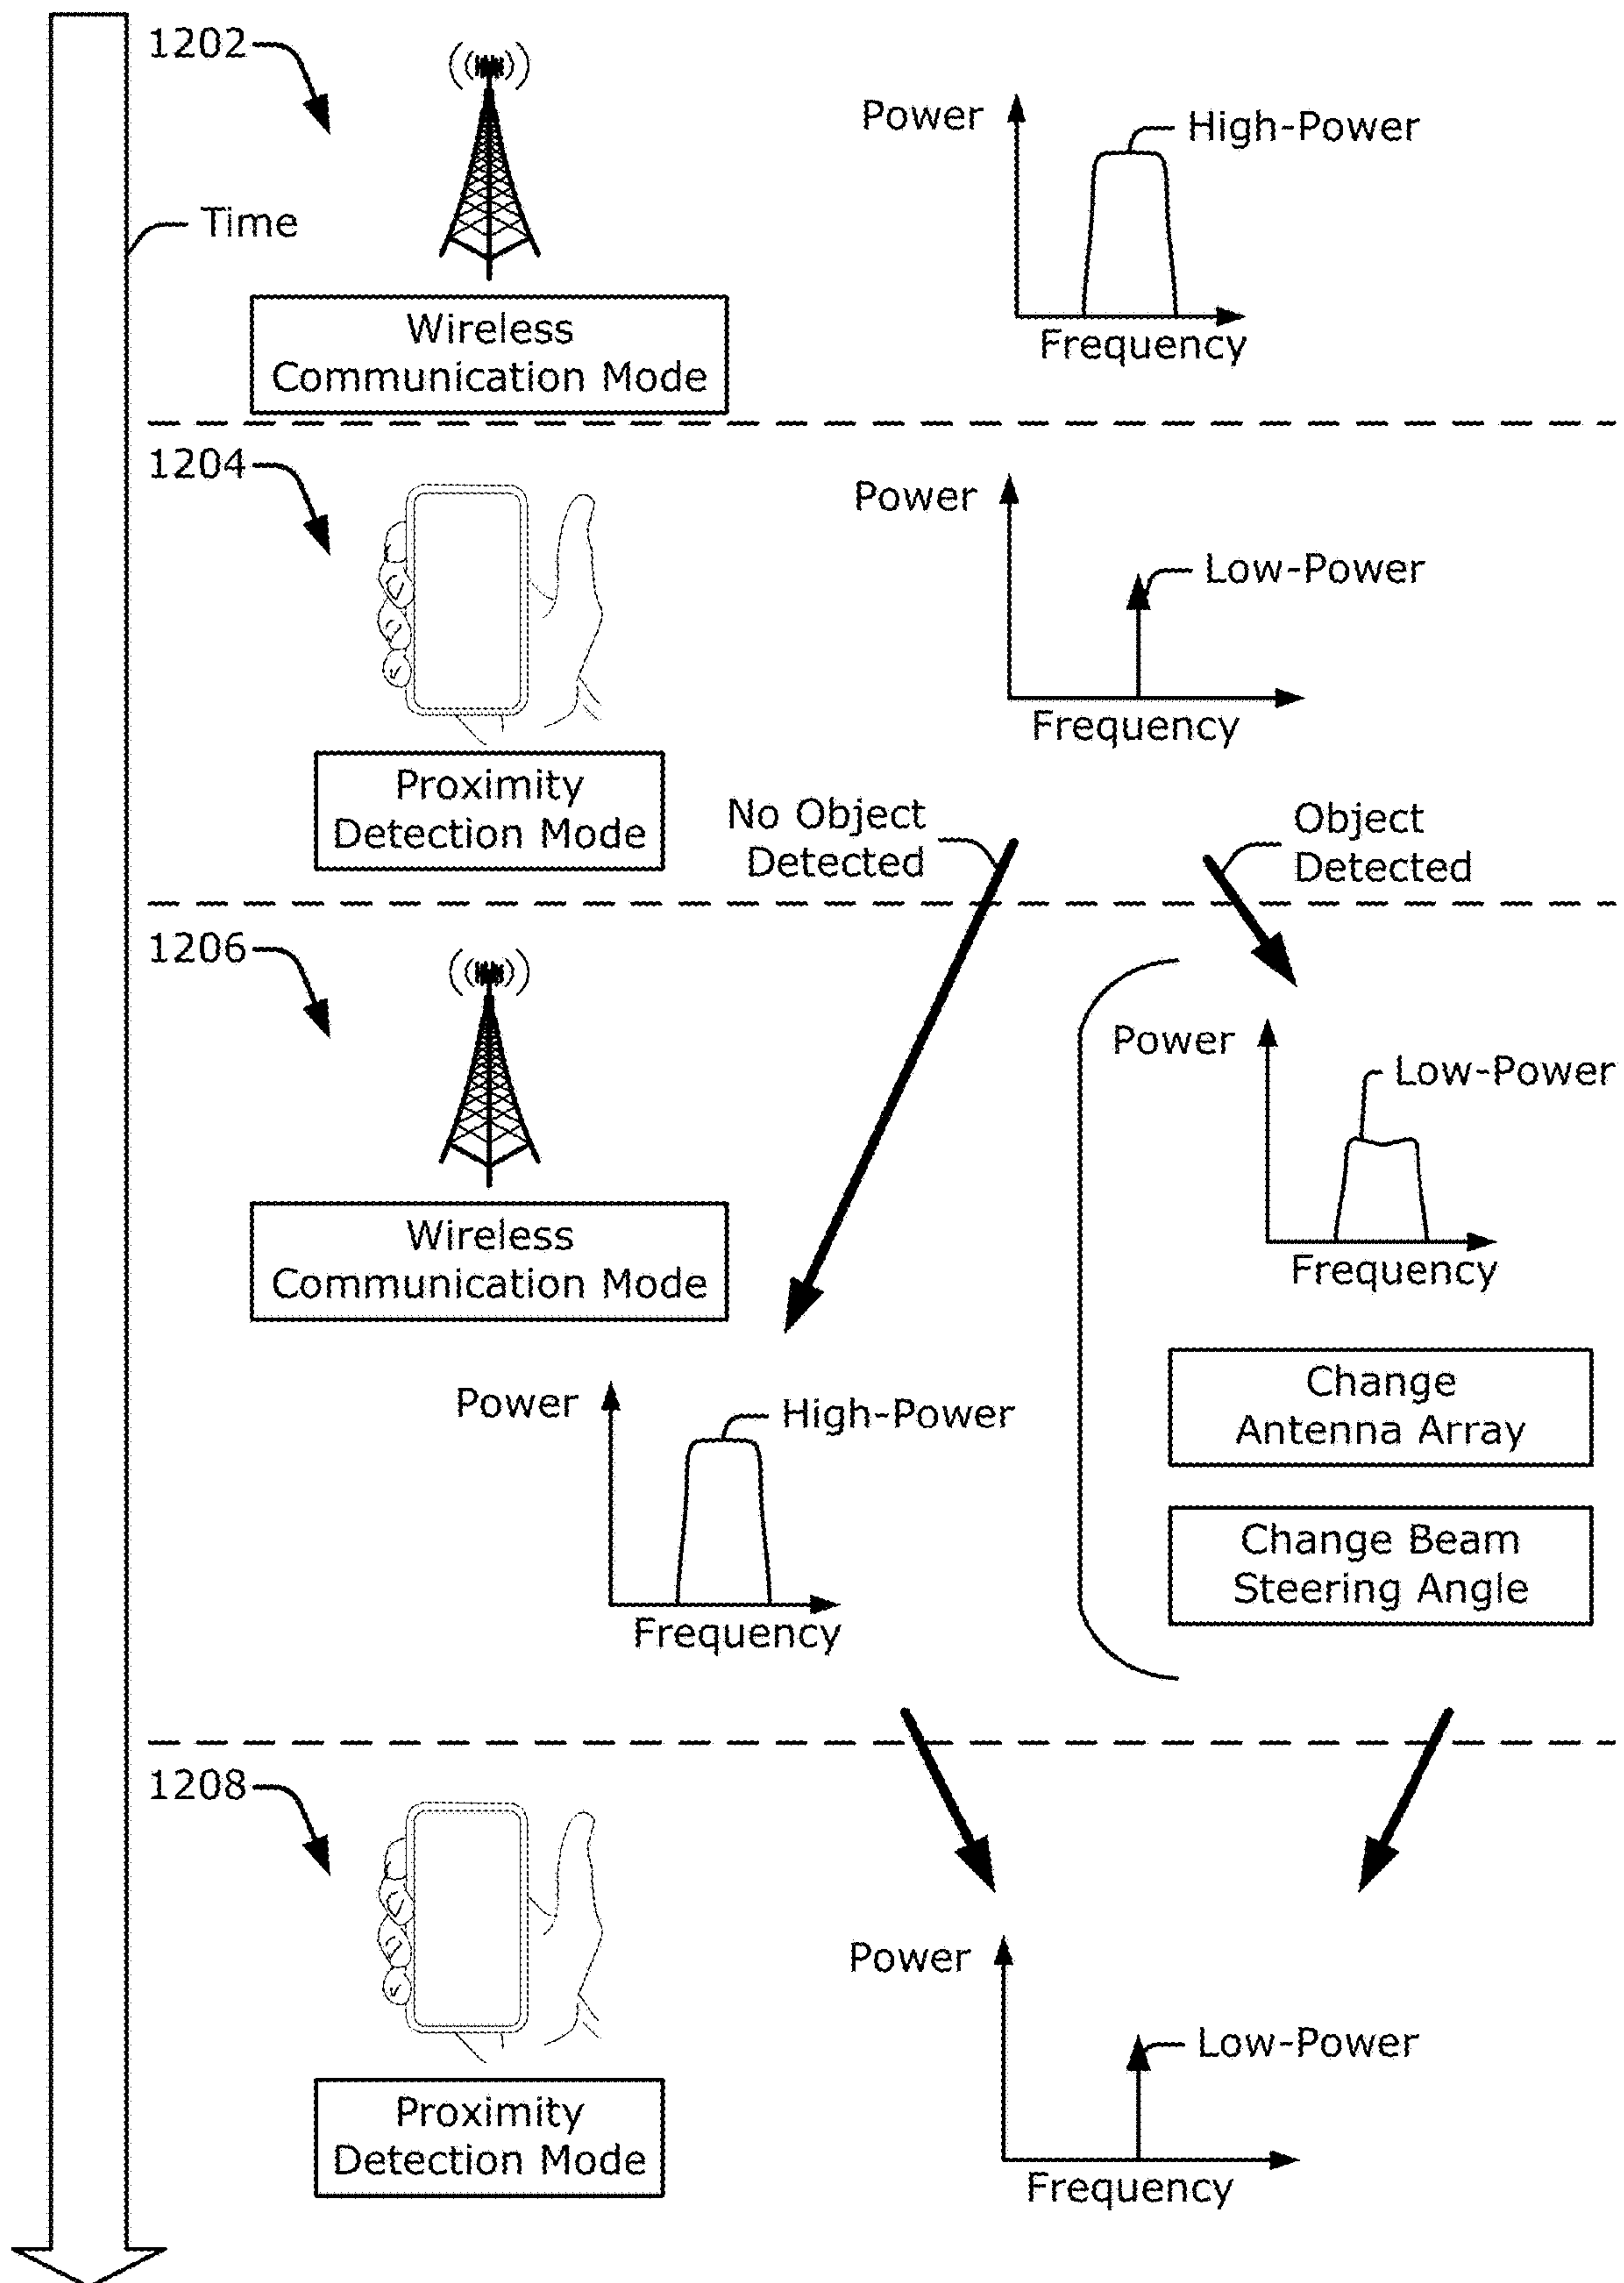 1202
Power
High-Power
Time
Wireless
Communication Mode
Frequency
1204
Power
Low-Power
Frequency
Proximity
Detection Mode
No Object
Detected
Object
Detected
1206
Power
Low-Power
Wireless
Communication Mode
Frequency
Change
Antenna Array
Power
High-Power
Change Beam
Steering Angle
Frequency
1208
Power
Low-Power
Proximity
Detection Mode
Frequency